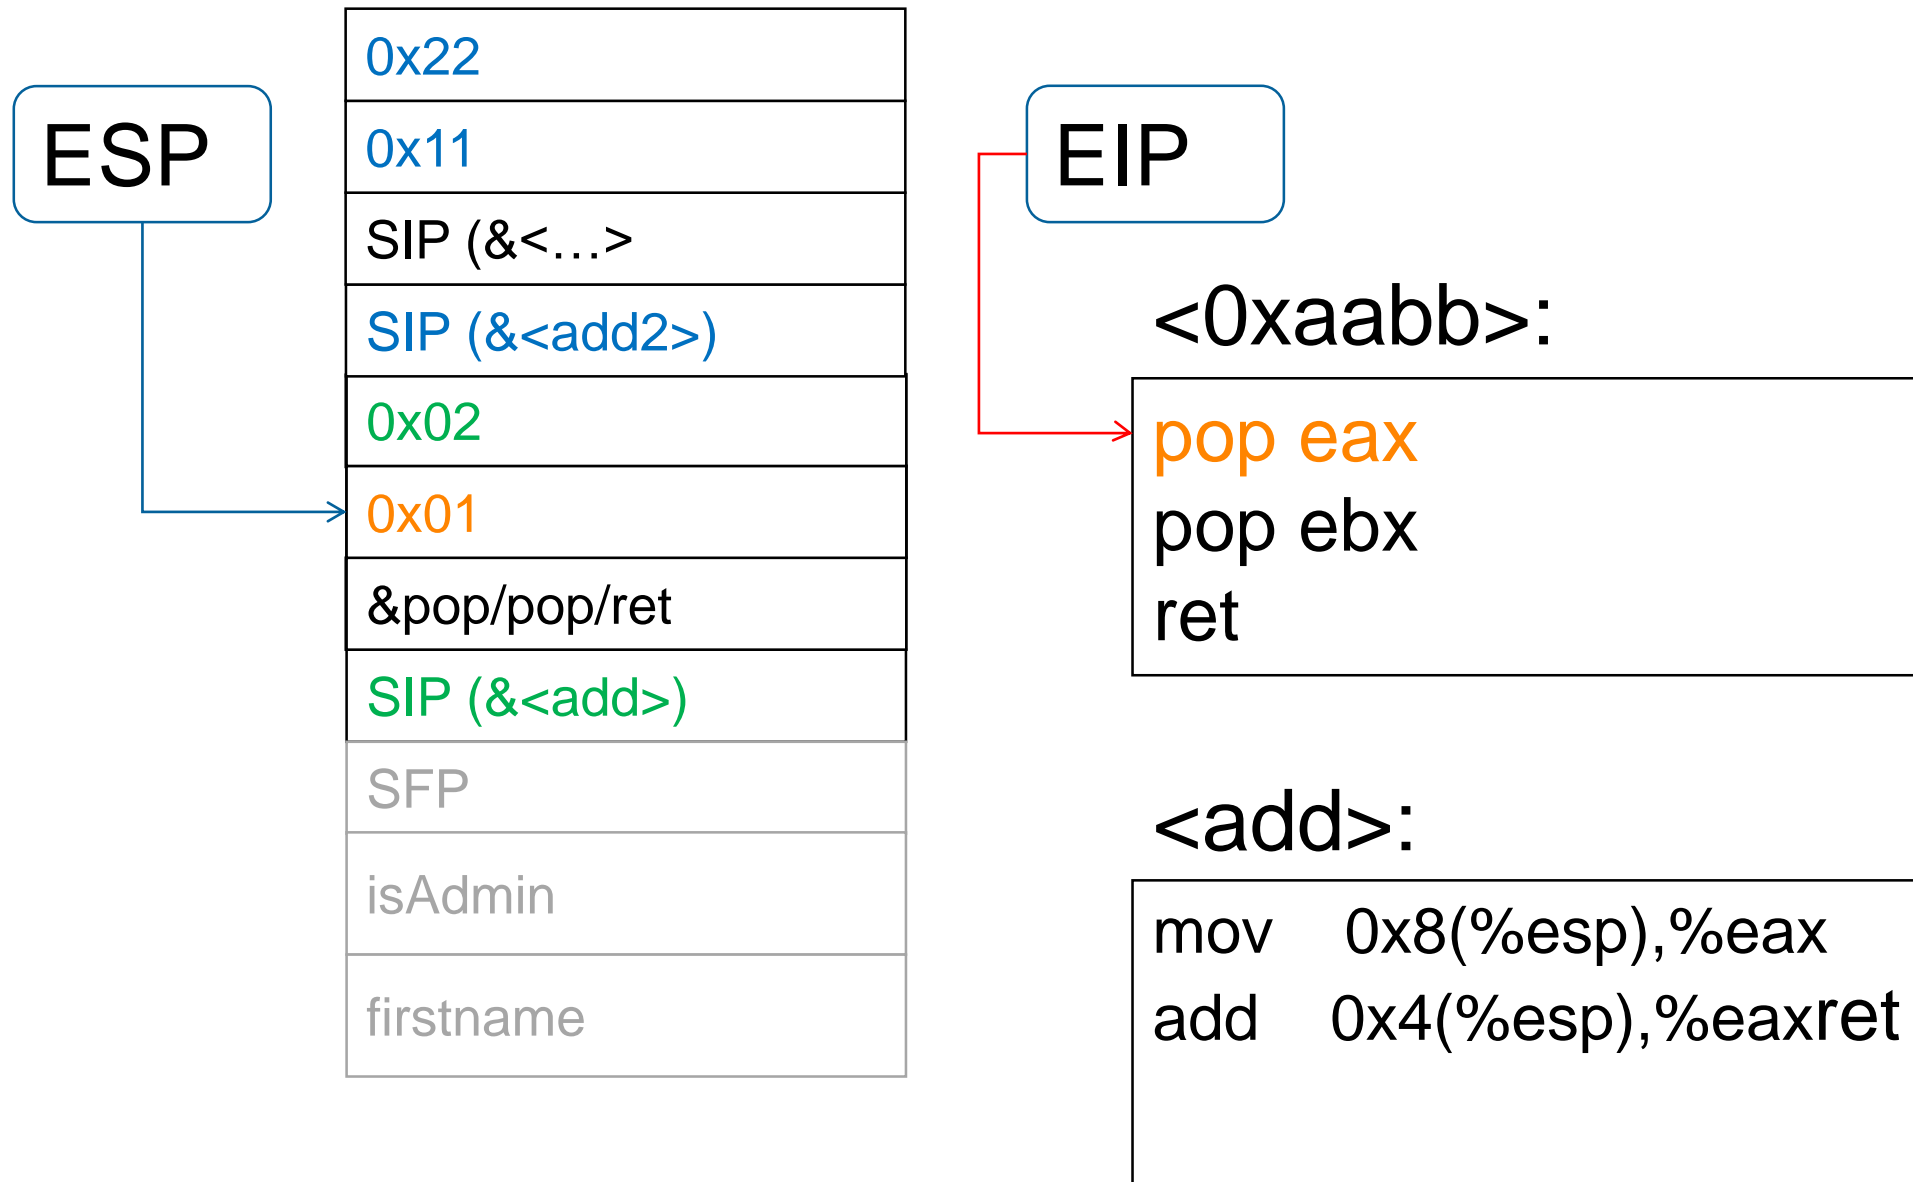 ESP
0x22
0x11
SIP (&<…>
SIP (&<add2>)
0x02
0x01
&pop/pop/ret
SIP (&<add>)
SFP
isAdmin
firstname
EIP
<0xaabb>:
pop eax
pop ebx
ret
<add>:
mov 0x8(%esp),%eax
add 0x4(%esp),%eaxret